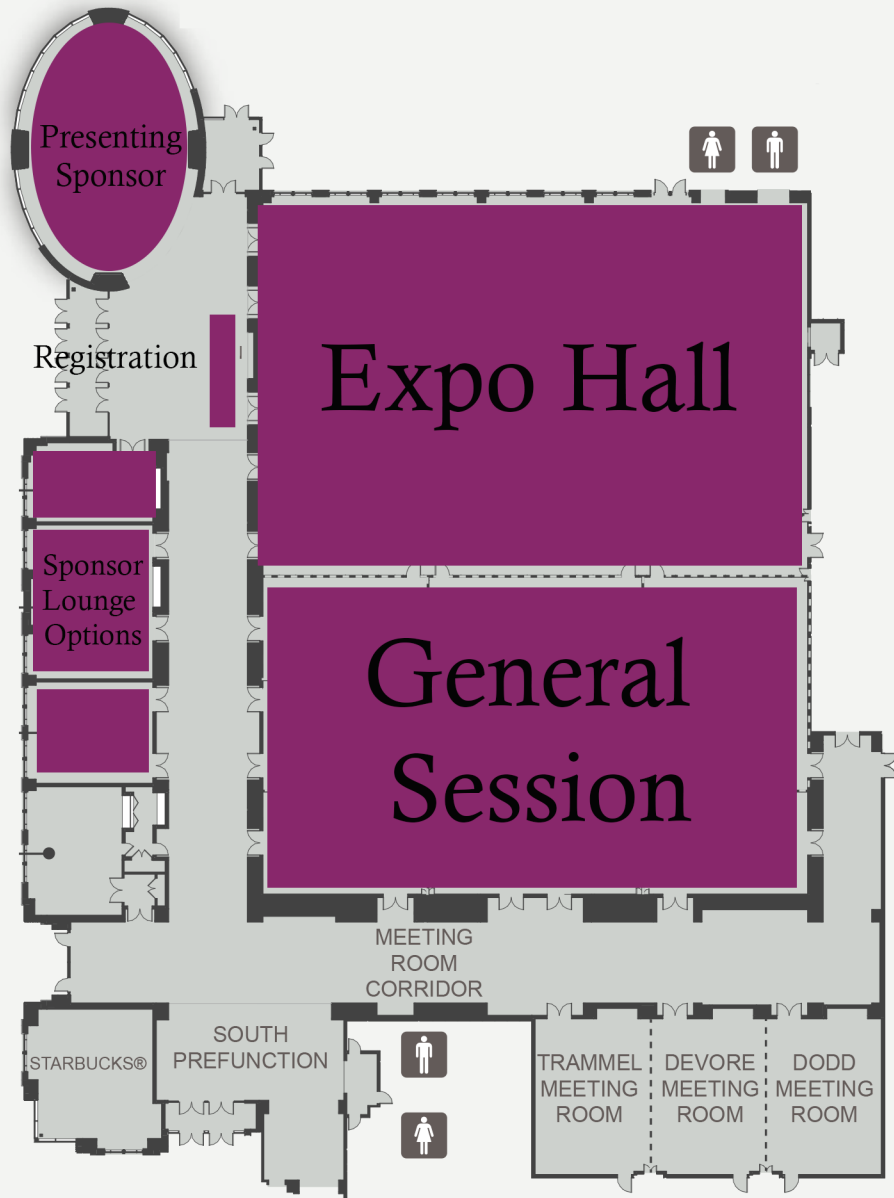 Presenting
Sponsor
Registration
Expo Hall
Sponsor
Lounge
Options
General
Session
MEETING
ROOM
CORRIDOR
SOUTH
PREFUNCTION
STARBUCKS®
TRAMMEL
MEETING
ROOM
DEVORE
MEETING
ROOM
DODD
MEETING
ROOM